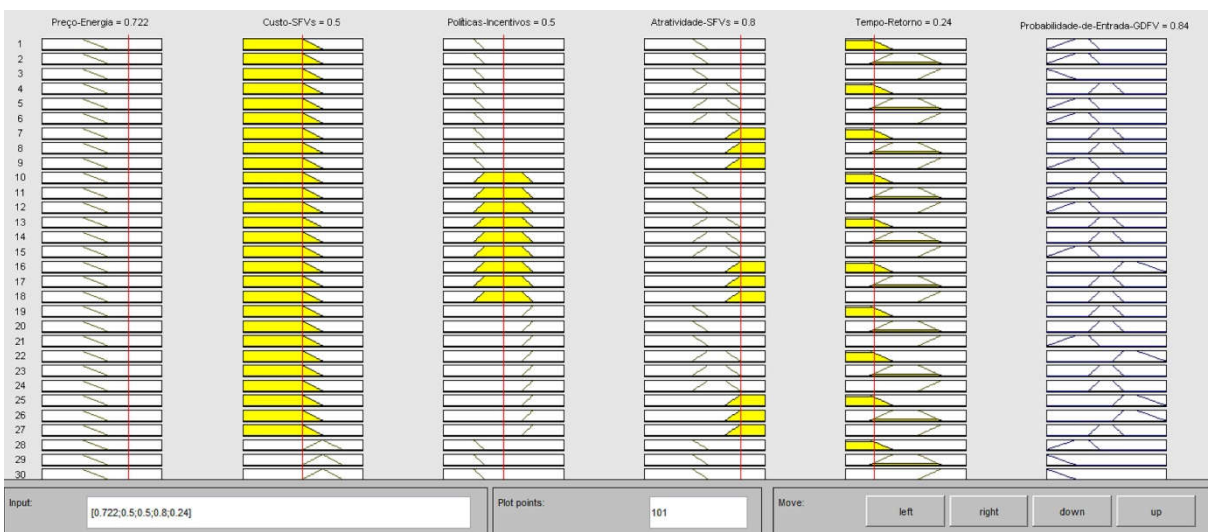 Preço-Energia = 0.722
Custo-SFVs = 0.5
Políticas-Incentivos = 0.5
Atratividade-SFVs = 0.8
Tempo-Retorno = 0.24
Probabilidade-de-Entrada-GDFV = 0.84
1
2
3
4
5
6
7
8
9
10
11
12
13
14
15
16
17
18
19
20
21
22
23
24
25
26
27
28
29
30
Input:
[0.722;0.5;0.5;0.8;0.24]
Plot points:
101
Move:
left
right
down
up